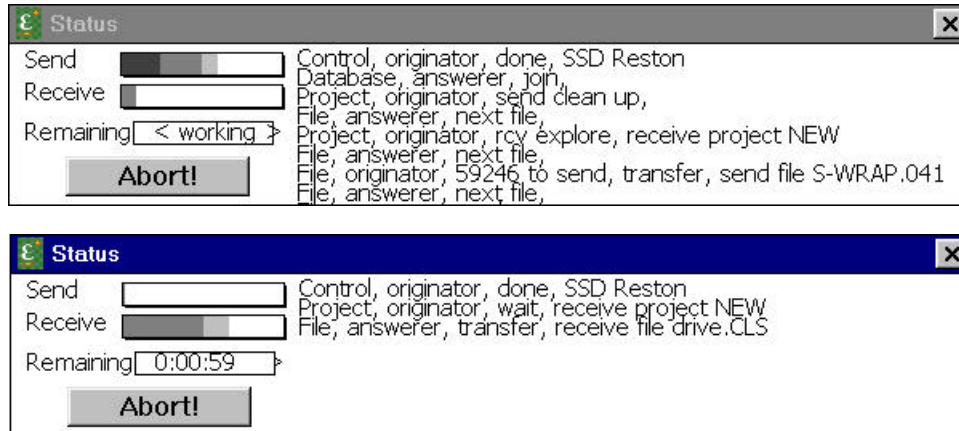 Status
Send
Receive
Remaining < working >
Abort!
Control, originator, done, SSD Reston
Database, answerer, join,
Project, originator, send clean up,
File, answerer, next file,
Project, originator, rcv explore, receive project NEW
File, answerer, next file,
File, originator, 59246 to send, transfer, send file S-WRAP.041
File, answerer, next file,
Status
Send
Receive
Remaining 0:00:59
Abort!
Control, originator, done, SSD Reston
Project, originator, wait, receive project NEW
File, answerer, transfer, receive file drive.CLS